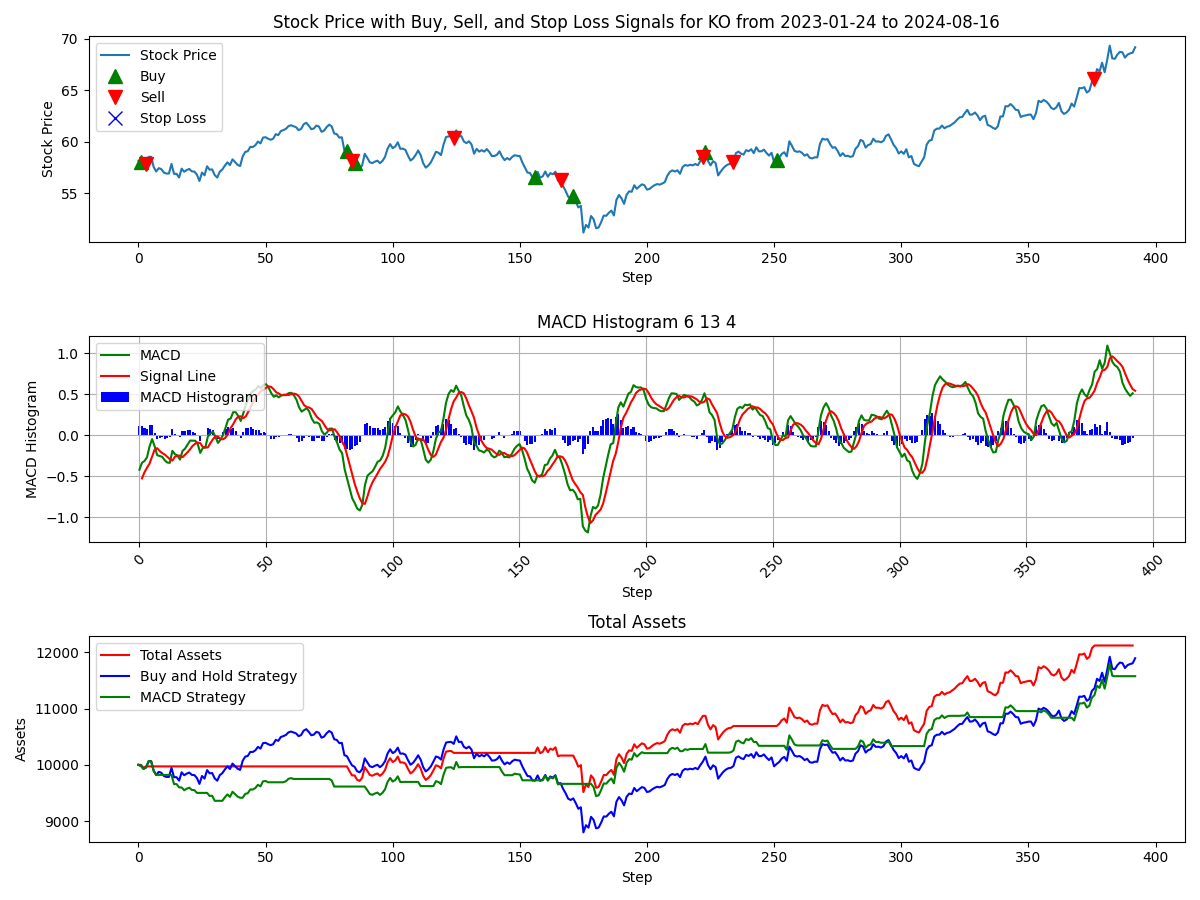 Stock Price with Buy, Sell, and Stop Loss Signals for KO from 2023-01-24 to 2024-08-16
Stock Price
70
65
60
55
Stock Price
Buy
Sell
Stop Loss
0 50 100 150 200 250 300 350 400
Step
MACD Histogram 6 13 4
MACD Histogram
1.0
0.5
0.0
−0.5
−1.0
MACD
Signal Line
MACD Histogram
0 50 100 150 200 250 300 350 400
Step
Total Assets
Assets
12000
11000
10000
9000
Total Assets
Buy and Hold Strategy
MACD Strategy
0 50 100 150 200 250 300 350 400
Step